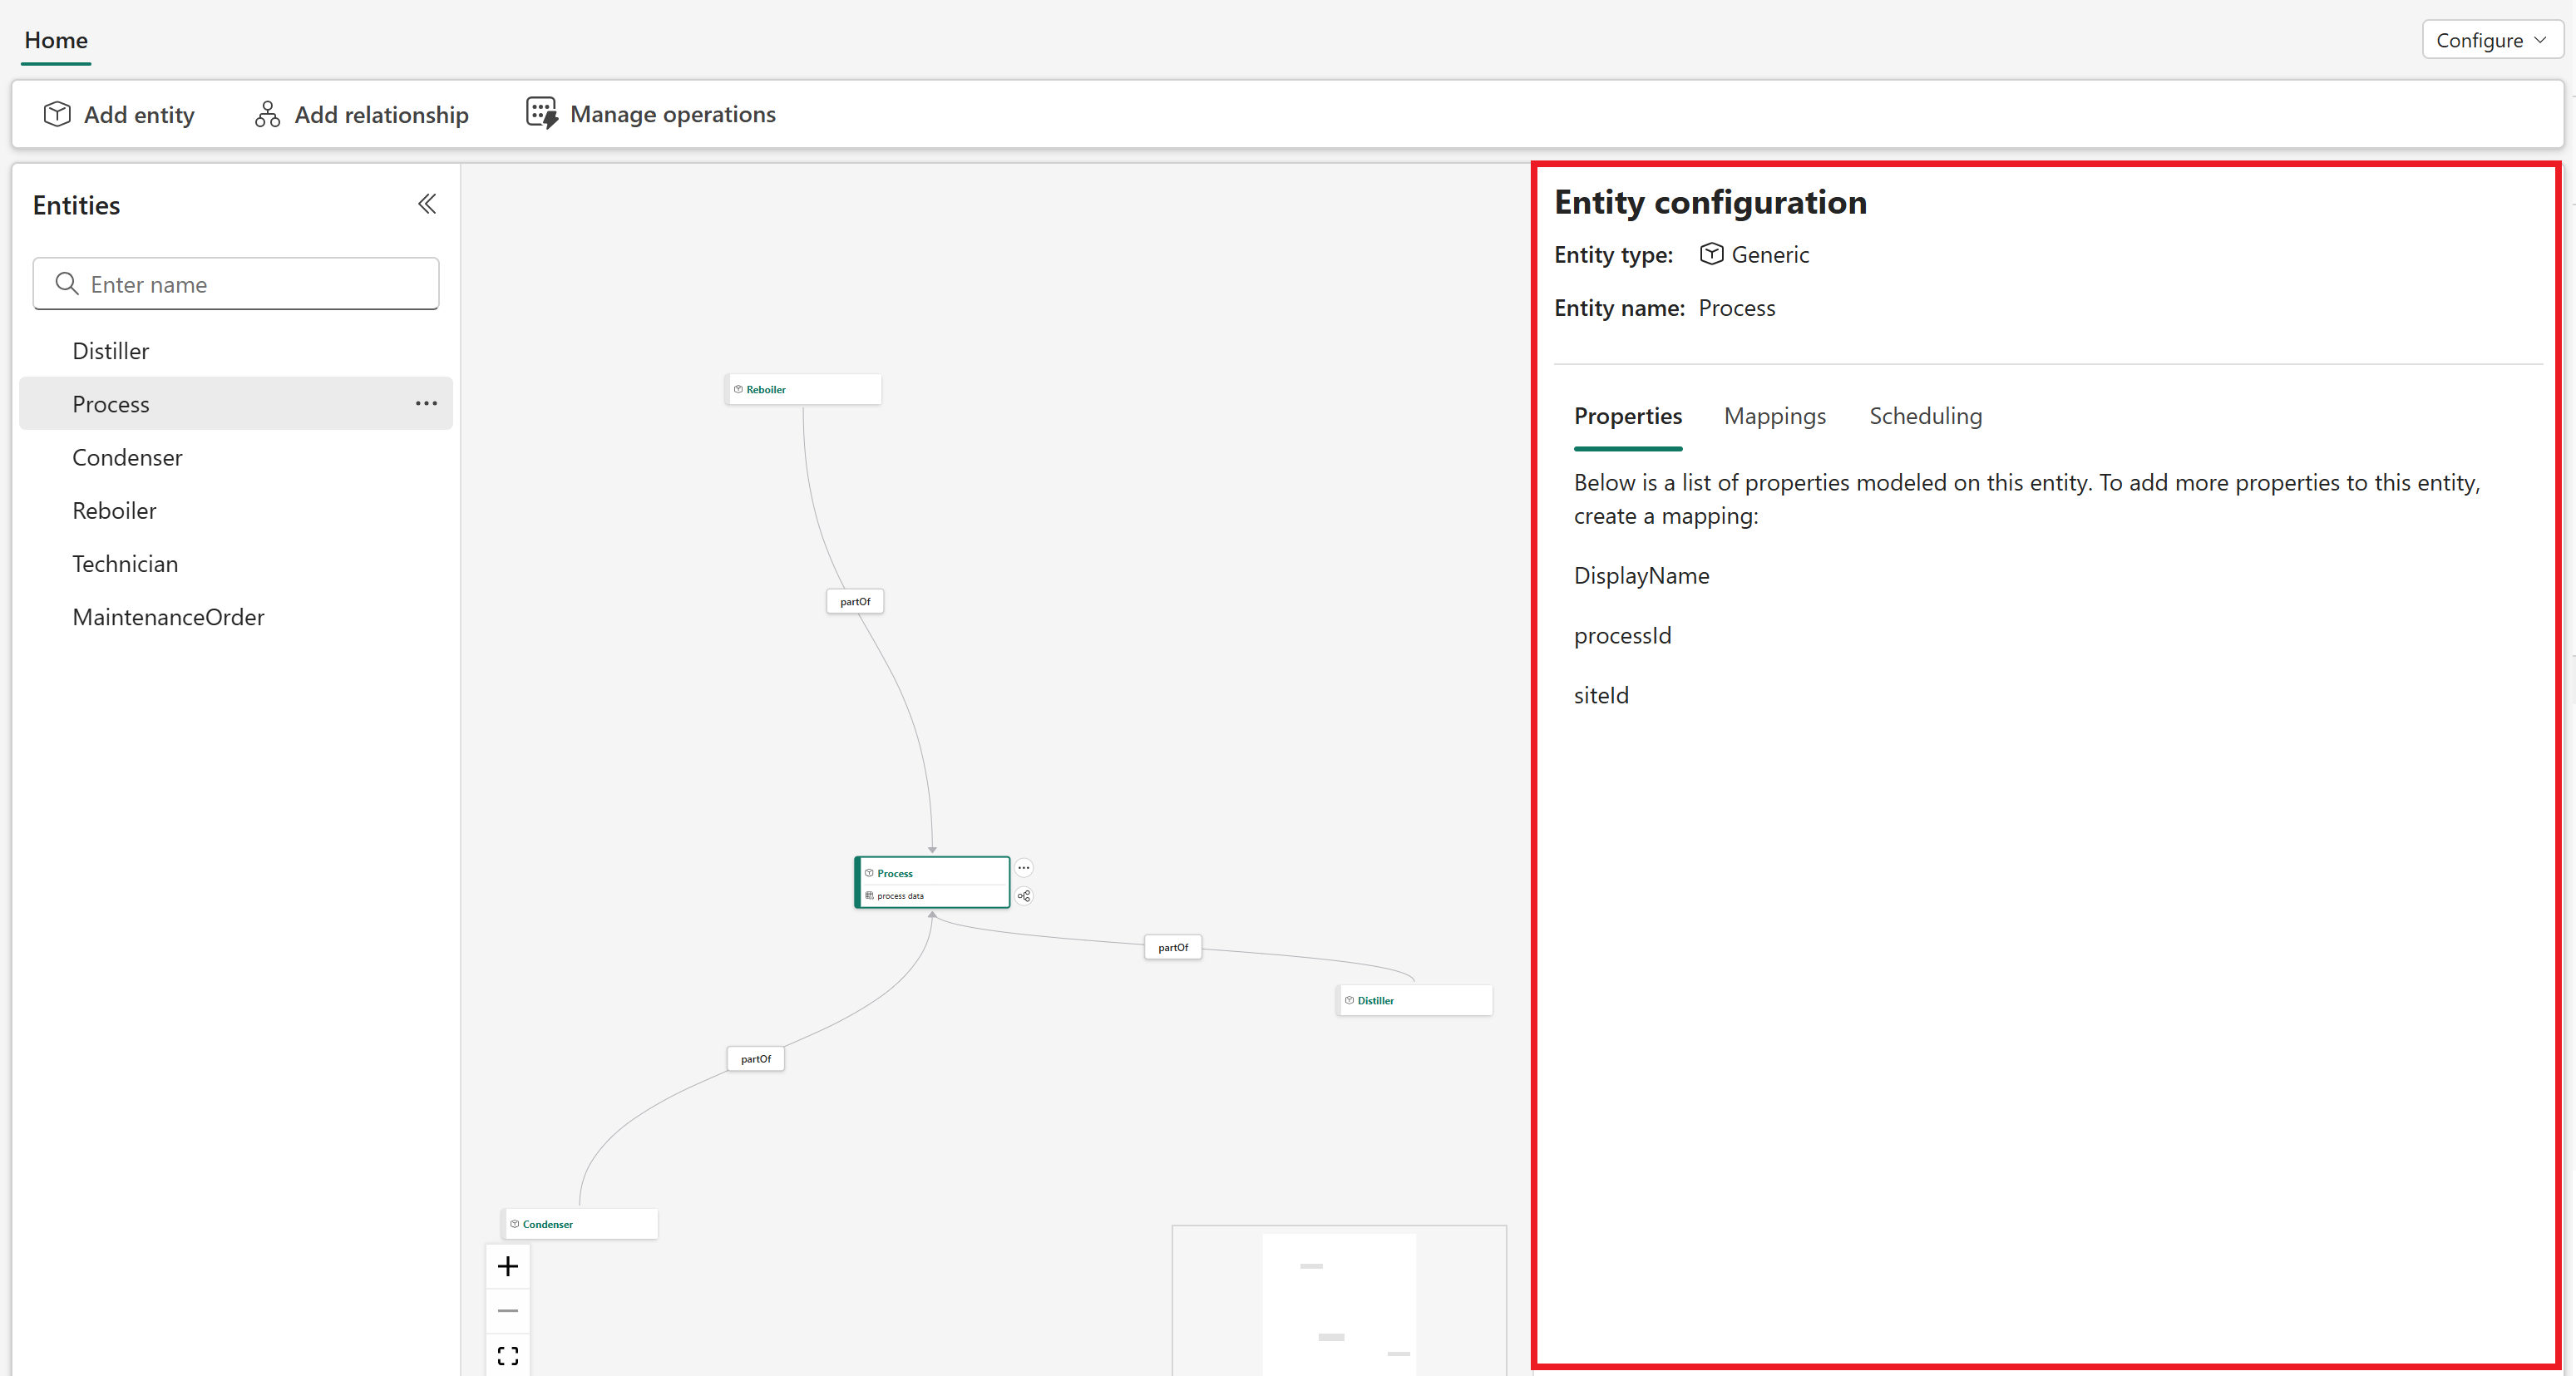 Home
Configure
Add entity
Add relationship
Manage operations
Entities
Enter name
Distiller
Process
Condenser
Reboiler
Technician
MaintenanceOrder
Reboiler
partOf
Process
process data
partOf
Distiller
partOf
Condenser
Entity configuration
Entity type: Generic
Entity name: Process
Properties
Mappings
Scheduling
Below is a list of properties modeled on this entity. To add more properties to this entity,
create a mapping:
DisplayName
processId
siteId